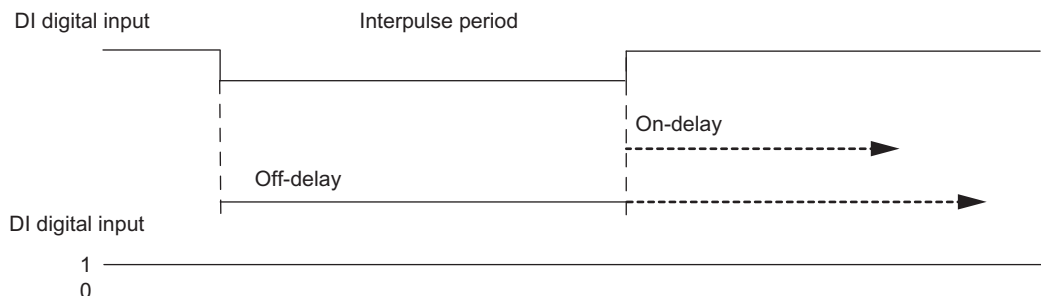 DI digital input
Interpulse period
On-delay
Off-delay
DI digital input
1
0